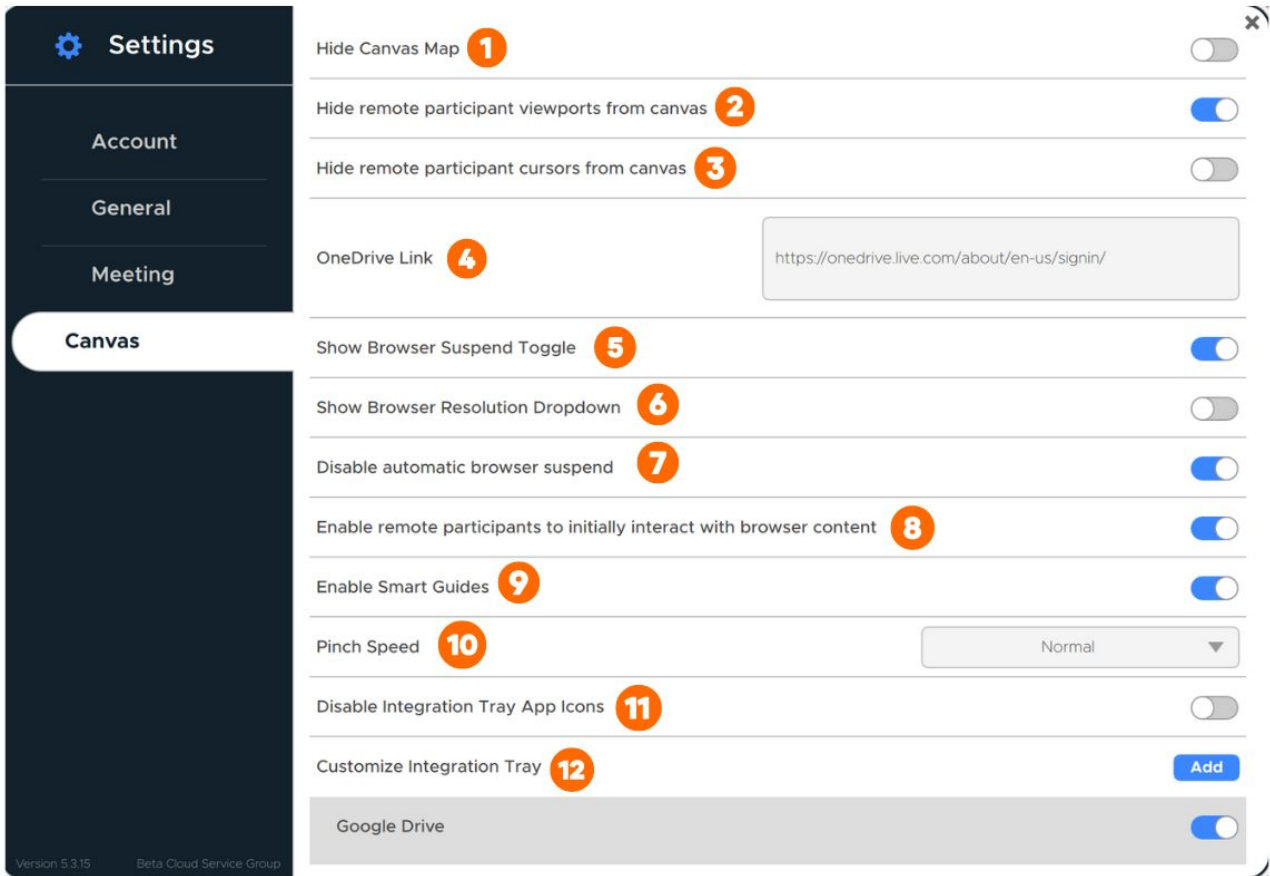 Settings
Account
General
Meeting
Canvas
Version 5.3.15 Beta Cloud Service Group
Hide Canvas Map 1
Hide remote participant viewports from canvas 2
Hide remote participant cursors from canvas 3
OneDrive Link 4 https://onedrive.live.com/about/en-us/signin/
Show Browser Suspend Toggle 5
Show Browser Resolution Dropdown 6
Disable automatic browser suspend 7
Enable remote participants to initially interact with browser content 8
Enable Smart Guides 9
Pinch Speed 10 Normal
Disable Integration Tray App Icons 11
Customize Integration Tray 12 Add
Google Drive